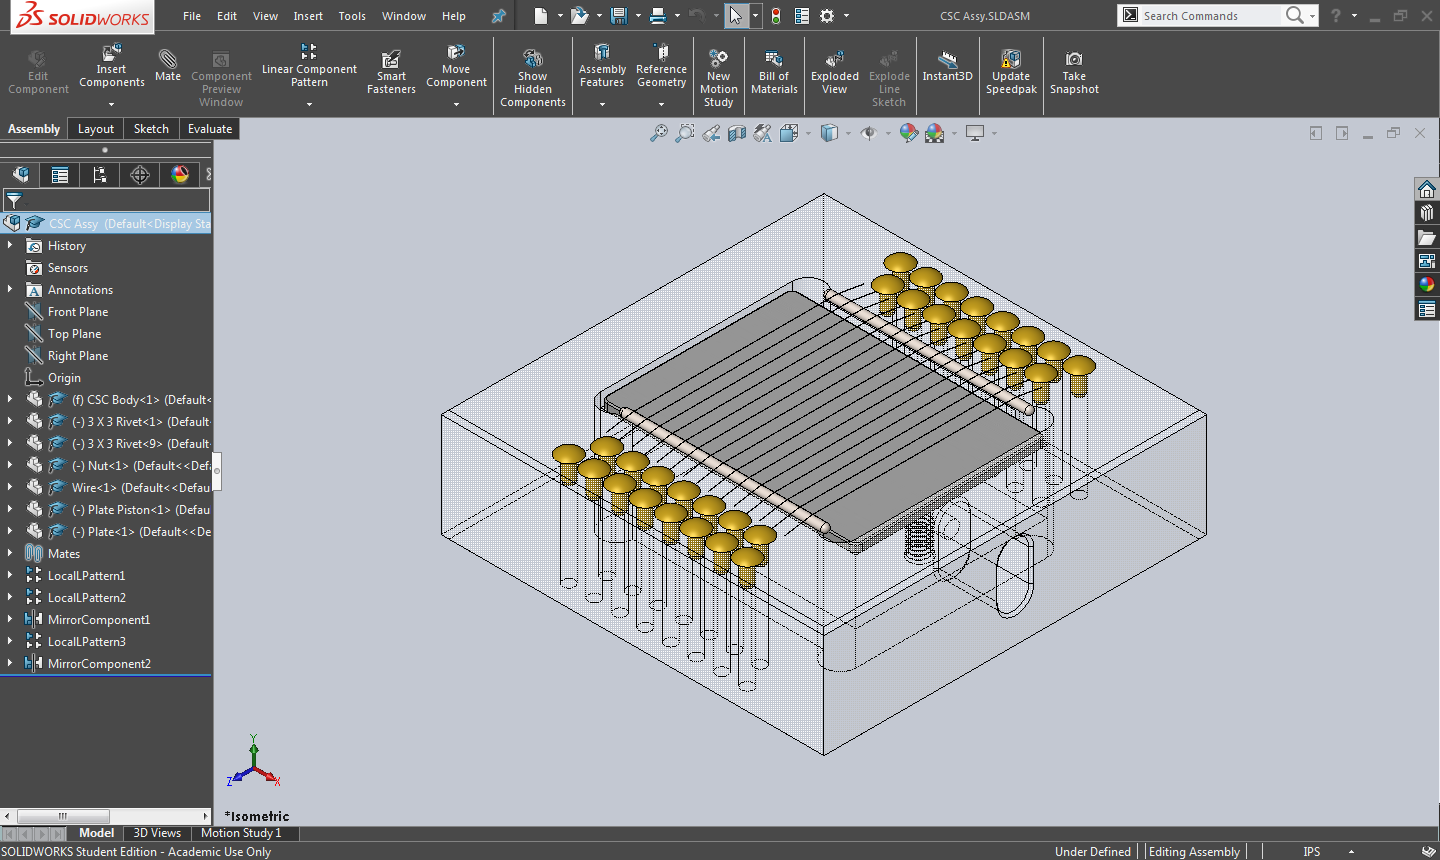 SOLIDWORKS
File Edit View Insert Tools Window Help
CSC Assy.SLDASM
Search Commands
?
Edit Component
Insert Components
Mate
Component Preview Window
Linear Component Pattern
Smart Fasteners
Move Component
Show Hidden Components
Assembly Features
Reference Geometry
New Motion Study
Bill of Materials
Exploded View
Explode Line Sketch
Instant3D
Update Speedpak
Take Snapshot
Assembly Layout Sketch Evaluate
CSC Assy (Default<Display Sta
History
Sensors
A Annotations
Front Plane
Top Plane
Right Plane
Origin
(f) CSC Body<1> (Default<
(-) 3 X 3 Rivet<1> (Default
(-) 3 X 3 Rivet<9> (Default
(-) Nut<1> (Default<<Defa
Wire<1> (Default<<Defau
(-) Plate Piston<1> (Defau
(-) Plate<1> (Default<<De
Mates
LocalLPattern1
LocalLPattern2
MirrorComponent1
LocalLPattern3
MirrorComponent2
Y
Z
X
*Isometric
Model 3D Views Motion Study 1
SOLIDWORKS Student Edition - Academic Use Only
Under Defined Editing Assembly IPS